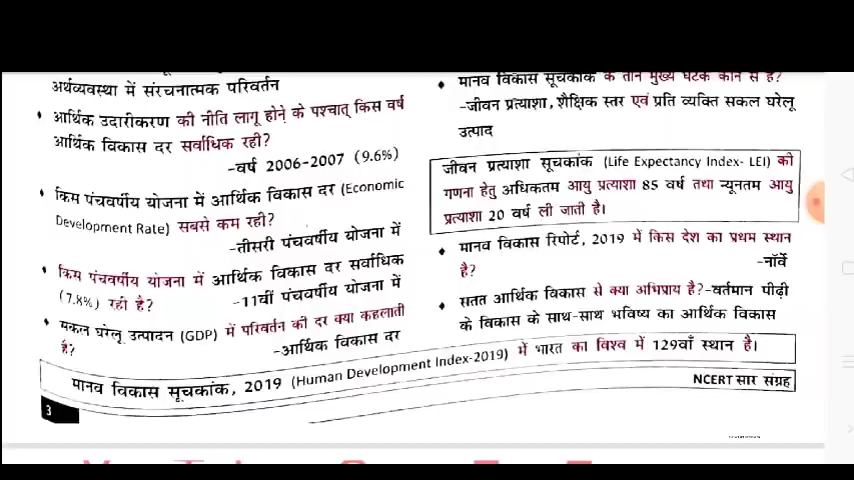 अर्थव्यवस्था में संरचनात्मक परिवर्तन
♦ आर्थिक उदारीकरण की नीति लागू होने के पश्चात् किस वर्ष
आर्थिक विकास दर सर्वाधिक रही?
-वर्ष 2006-2007 (9.6%)
♦ किस पंचवर्षीय योजना में आर्थिक विकास दर (Economic
Development Rate) सबसे कम रही?
-तीसरी पंचवर्षीय योजना में
♦ किस पंचवर्षीय योजना में आर्थिक विकास दर सर्वाधिक
(7.8%) रही है?
-11वीं पंचवर्षीय योजना में
♦ सकल घरेलू उत्पादन (GDP) में परिवर्तन की दर क्या कहलाती
है?
-आर्थिक विकास दर
♦ मानव विकास सूचकांक के तीन मुख्य घटक कौन से हैं?
-जीवन प्रत्याशा, शैक्षिक स्तर एवं प्रति व्यक्ति सकल घरेलू
उत्पाद
जीवन प्रत्याशा सूचकांक (Life Expectancy Index- LEI) की
गणना हेतु अधिकतम आयु प्रत्याशा 85 वर्ष तथा न्यूनतम आयु
प्रत्याशा 20 वर्ष ली जाती है।
♦ मानव विकास रिपोर्ट, 2019 में किस देश का प्रथम स्थान
है?
-नॉर्वे
♦ सतत आर्थिक विकास से क्या अभिप्राय है?-वर्तमान पीढ़ी
के विकास के साथ-साथ भविष्य का आर्थिक विकास
मानव विकास सूचकांक, 2019 (Human Development Index-2019) में भारत का विश्व में 129वाँ स्थान है।
3
NCERT सार संग्रह